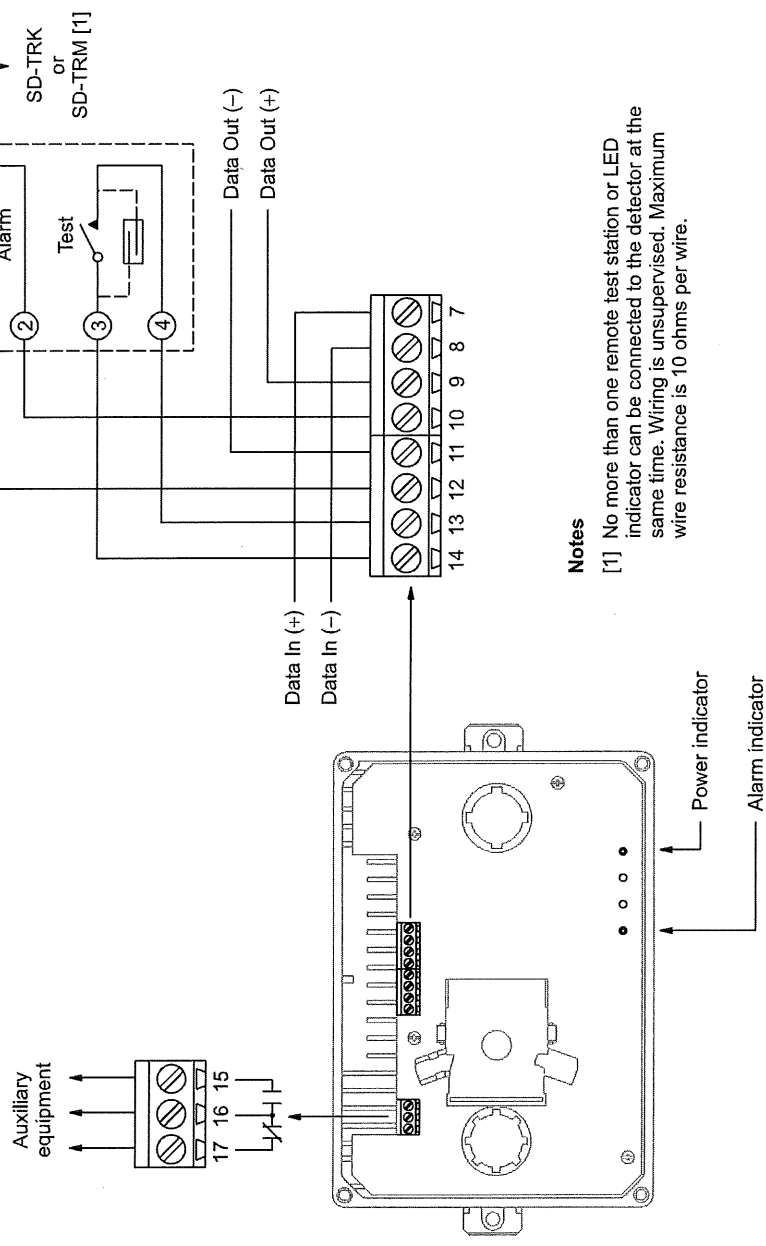 SD-TRK
or
SD-TRM [1]
Alarm
Test
2
3
4
Data Out (−)
Data Out (+)
Data In (+)
Data In (−)
14 13 12 11 10 9 8 7
Auxiliary
equipment
17 16 15
Power indicator
Alarm indicator
Notes
[1] No more than one remote test station or LED
indicator can be connected to the detector at the
same time. Wiring is unsupervised. Maximum
wire resistance is 10 ohms per wire.